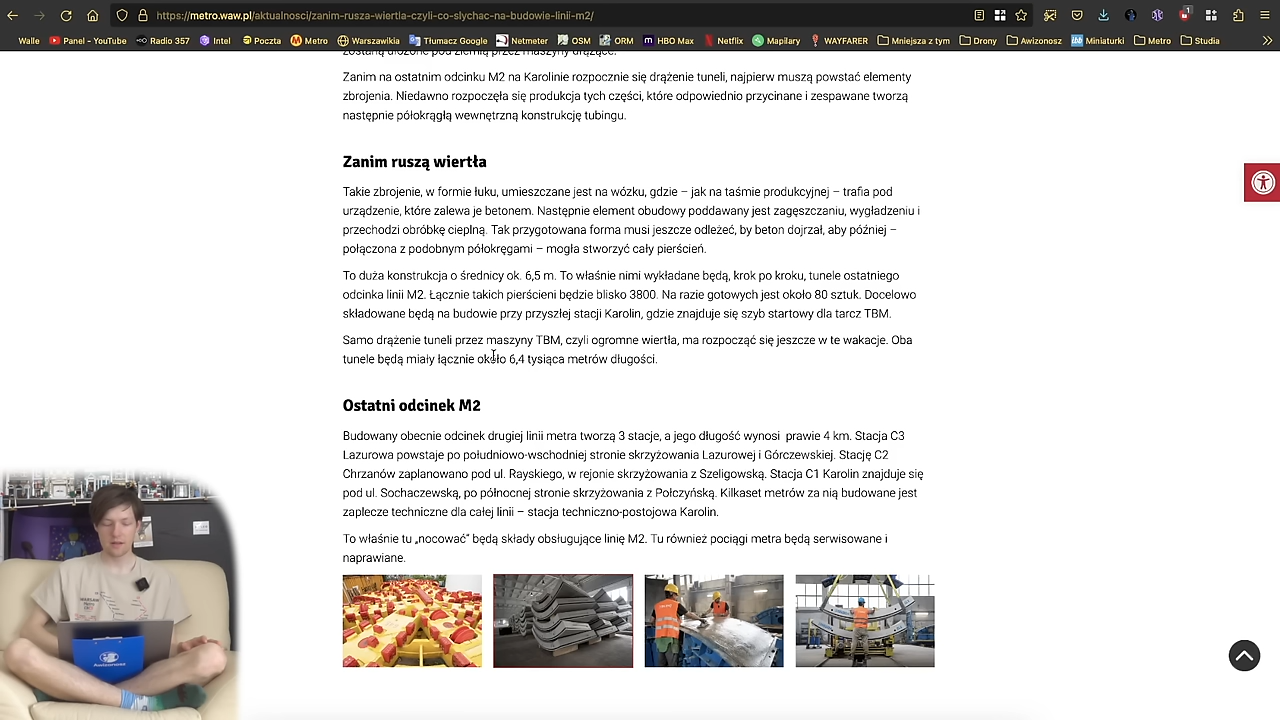 https://metro.waw.pl/aktualnosci/zanim-rusza-wiertla-czyli-co-slychac-na-budowie-linii-m2/
1
Walle Panel - YouTube Radio 357 Intel Poczta Metro Warszawikia Tłumacz Google Netmeter OSM ORM HBO Max Netflix Mapilary WAYFARER Mniejsza z tym Drony Awizonosz Miniaturki Metro Studia
zostaną ułożone pod ziemią przez maszyny drążące.
Zanim na ostatnim odcinku M2 na Karolinie rozpocznie się drążenie tuneli, najpierw muszą powstać elementy
zbrojenia. Niedawno rozpoczęła się produkcja tych części, które odpowiednio przycinane i zespawane tworzą
następnie półokrągłą wewnętrzną konstrukcję tubingu.
Zanim ruszą wiertła
Takie zbrojenie, w formie łuku, umieszczane jest na wózku, gdzie – jak na taśmie produkcyjnej – trafia pod
urządzenie, które zalewa je betonem. Następnie element obudowy poddawany jest zagęszczaniu, wygładzeniu i
przechodzi obróbkę cieplną. Tak przygotowana forma musi jeszcze odleżeć, by beton dojrzał, aby później –
połączona z podobnym półokręgami – mogła stworzyć cały pierścień.
To duża konstrukcja o średnicy ok. 6,5 m. To właśnie nimi wykładane będą, krok po kroku, tunele ostatniego
odcinka linii M2. Łącznie takich pierścieni będzie blisko 3800. Na razie gotowych jest około 80 sztuk. Docelowo
składowane będą na budowie przy przyszłej stacji Karolin, gdzie znajduje się szyb startowy dla tarcz TBM.
Samo drążenie tuneli przez maszyny TBM, czyli ogromne wiertła, ma rozpocząć się jeszcze w te wakacje. Oba
tunele będą miały łącznie około 6,4 tysiąca metrów długości.
Ostatni odcinek M2
Budowany obecnie odcinek drugiej linii metra tworzą 3 stacje, a jego długość wynosi  prawie 4 km. Stacja C3
Lazurowa powstaje po południowo-wschodniej stronie skrzyżowania Lazurowej i Górczewskiej. Stację C2
Chrzanów zaplanowano pod ul. Rayskiego, w rejonie skrzyżowania z Szeligowską. Stacja C1 Karolin znajduje się
pod ul. Sochaczewską, po północnej stronie skrzyżowania z Połczyńską. Kilkaset metrów za nią budowane jest
zaplecze techniczne dla całej linii – stacja techniczno-postojowa Karolin.
To właśnie tu „nocować” będą składy obsługujące linię M2. Tu również pociągi metra będą serwisowane i
naprawiane.
WARSAW
Awizonosz